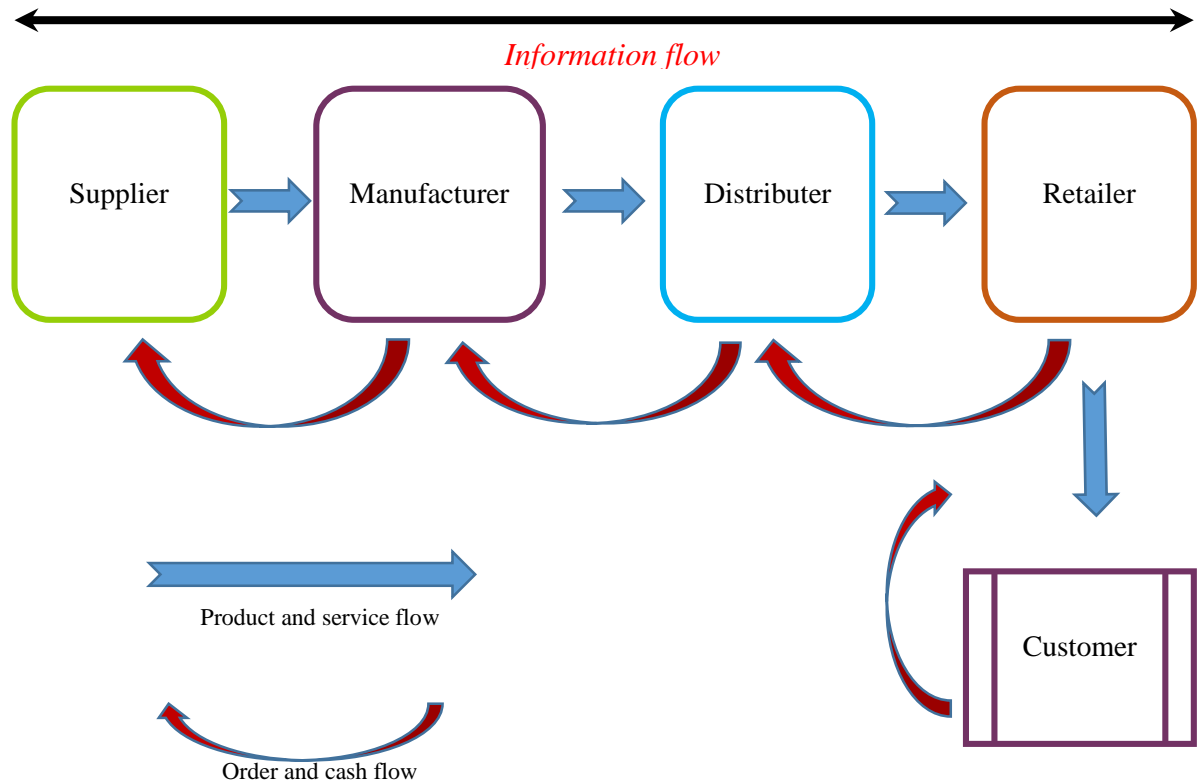 Information flow
Supplier
Manufacturer
Distributer
Retailer
Product and service flow
Customer
Order and cash flow